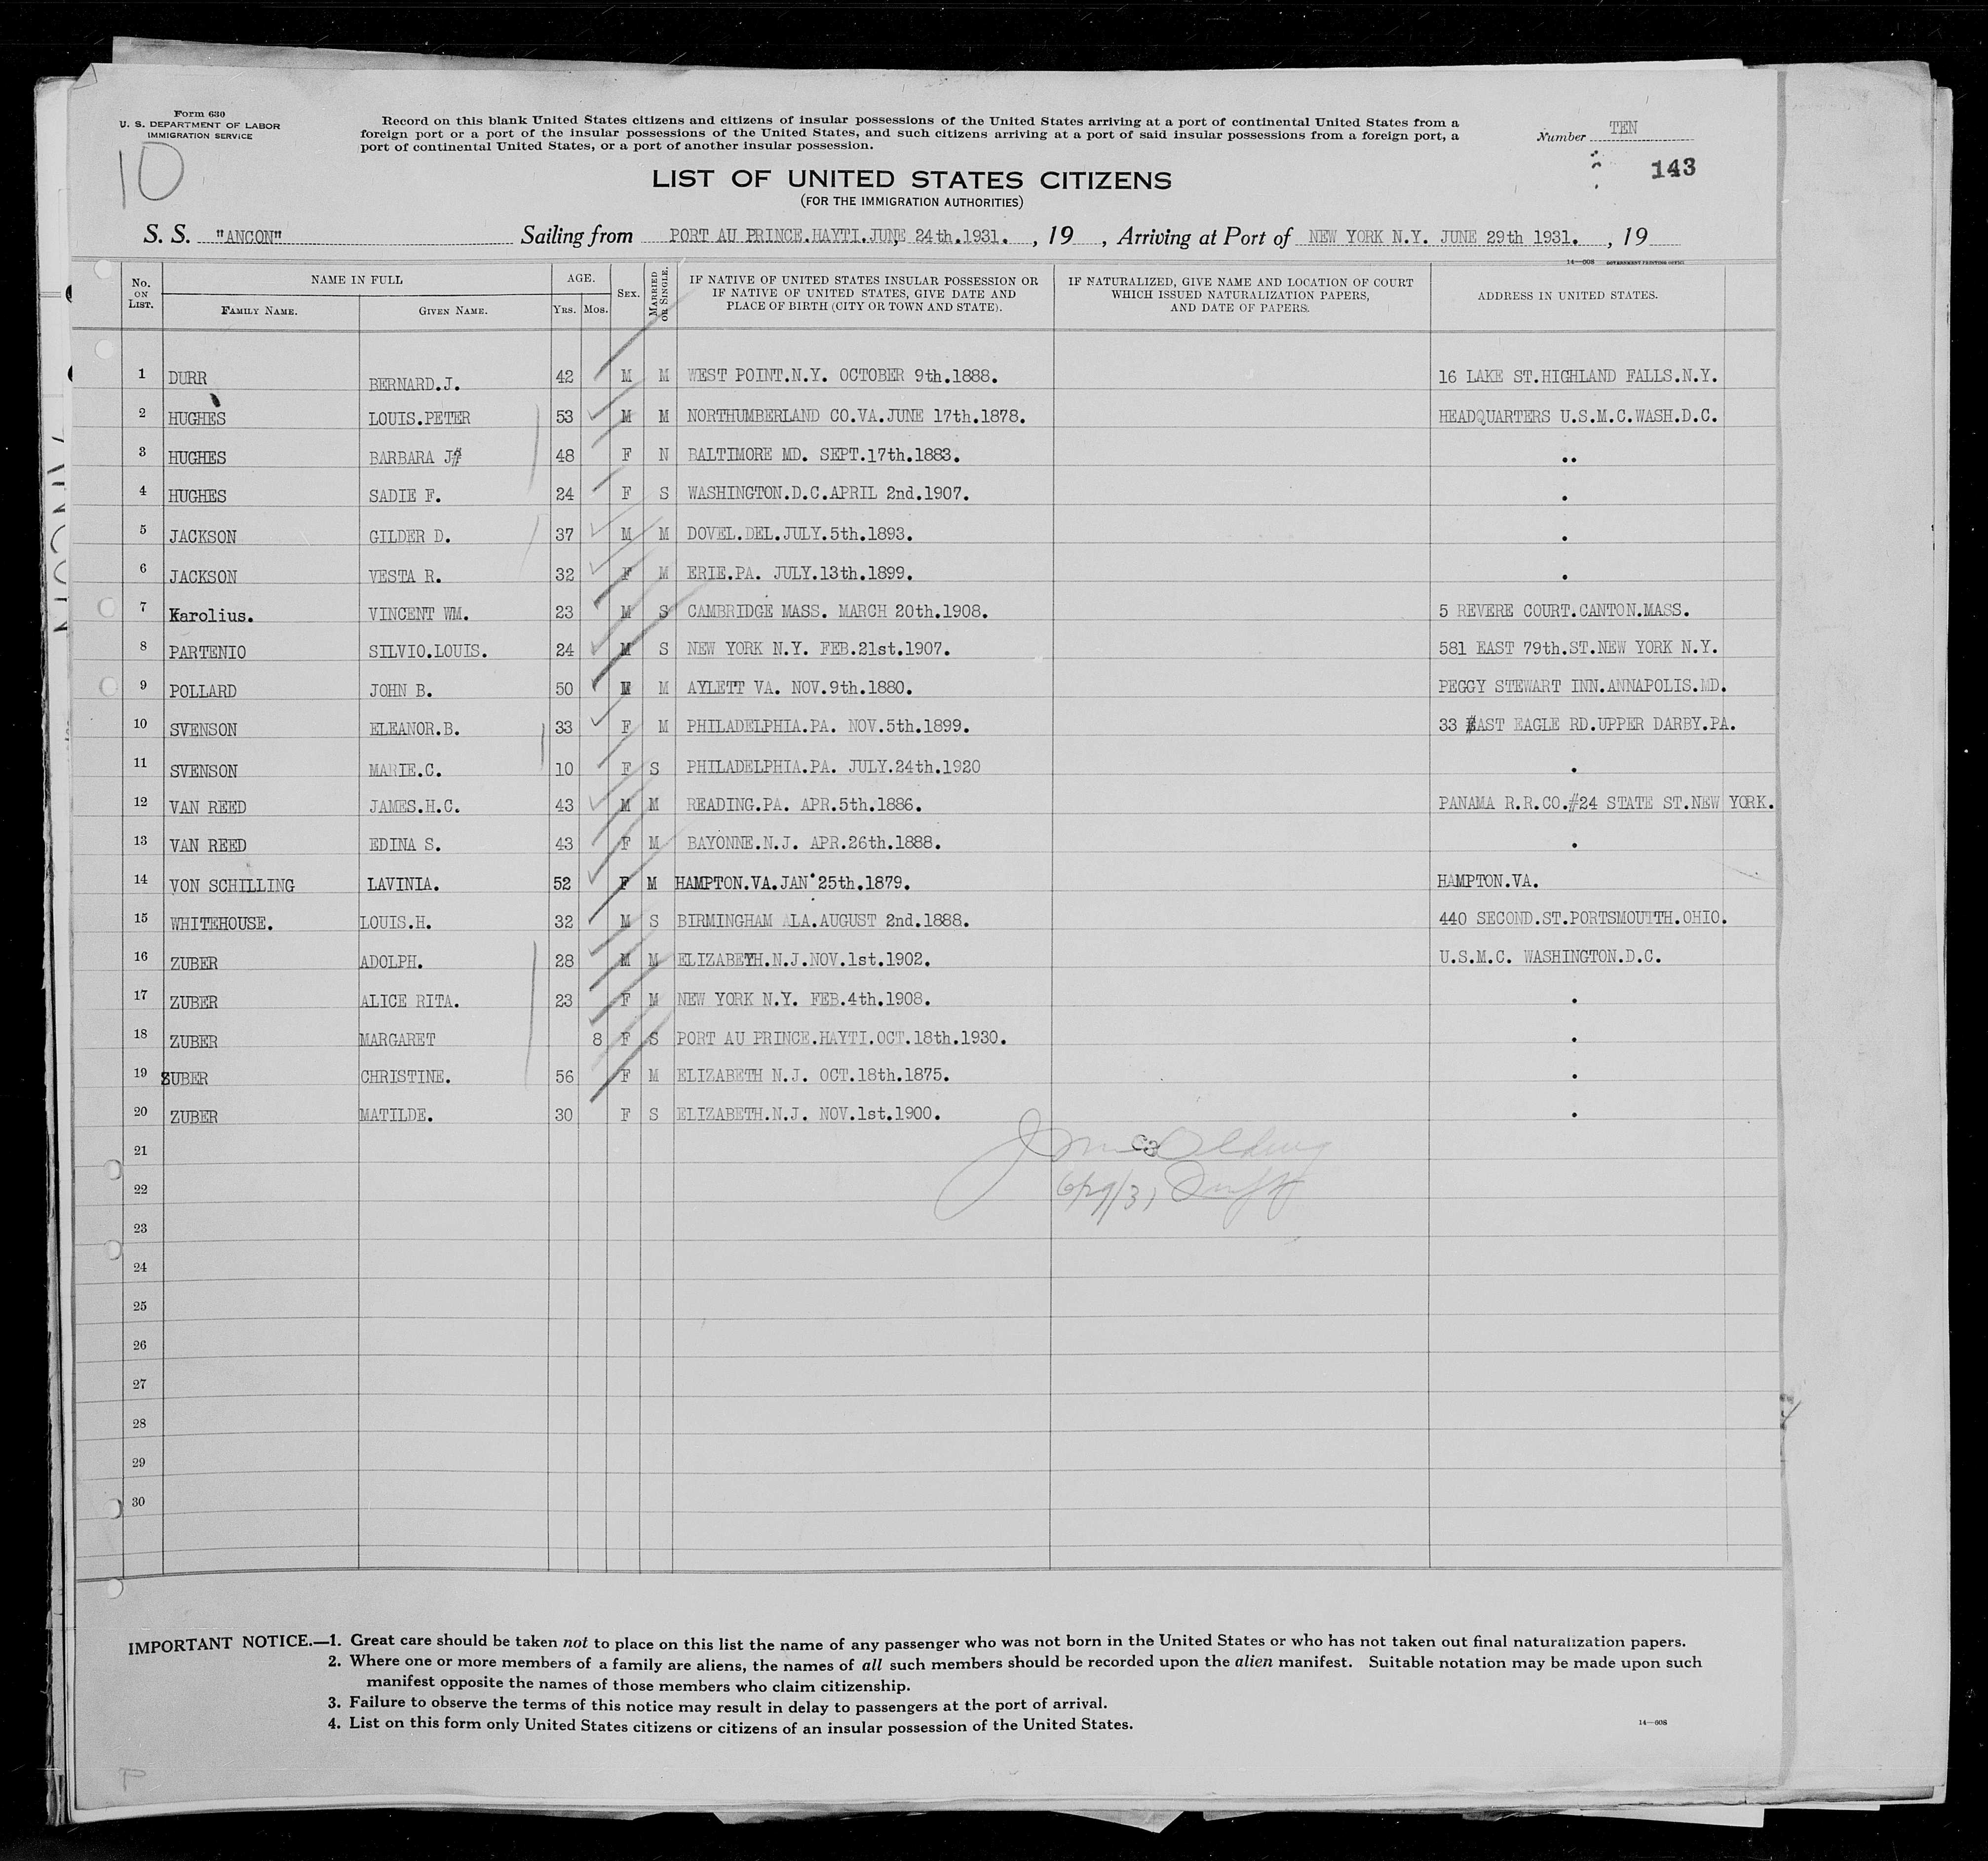 Form 630
U. S. DEPARTMENT OF LABOR
IMMIGRATION SERVICE
10
Record on this blank United States citizens and citizens of insular possessions of the United States arriving at a port of continental United States from a
foreign port or a port of the insular possessions of the United States, and such citizens arriving at a port of said insular possessions from a foreign port, a
port of continental United States, or a port of another insular possession.
Number TEN
143
LIST OF UNITED STATES CITIZENS
(FOR THE IMMIGRATION AUTHORITIES)
S. S. "ANCON" Sailing from PORT AU PRINCE.HAYTI.JUNE 24th.1931. , 19 , Arriving at Port of NEW YORK N.Y. JUNE 29th 1931. , 19
14—608 GOVERNMENT PRINTING OFFICE
No. ON LIST. NAME IN FULL AGE. SEX. MARRIED OR SINGLE. IF NATIVE OF UNITED STATES INSULAR POSSESSION OR IF NATIVE OF UNITED STATES, GIVE DATE AND PLACE OF BIRTH (CITY OR TOWN AND STATE). IF NATURALIZED, GIVE NAME AND LOCATION OF COURT WHICH ISSUED NATURALIZATION PAPERS, AND DATE OF PAPERS. ADDRESS IN UNITED STATES.
FAMILY NAME. GIVEN NAME. YRS. MOS.
1 DURR BERNARD.J. 42 M M WEST POINT.N.Y. OCTOBER 9th.1888. 16 LAKE ST.HIGHLAND FALLS.N.Y.
2 HUGHES LOUIS.PETER 53 M M NORTHUMBERLAND CO.VA.JUNE 17th.1878. HEADQUARTERS U.S.M.C.WASH.D.C.
3 HUGHES BARBARA J# 48 F N BALTIMORE MD. SEPT.17th.1883. ..
4 HUGHES SADIE F. 24 F S WASHINGTON.D.C.APRIL 2nd.1907. .
5 JACKSON GILDER D. 37 M M DOVEL.DEL.JULY.5th.1893. .
6 JACKSON VESTA R. 32 F M ERIE.PA. JULY.13th.1899. .
7 Karolius. VINCENT WM. 23 M S CAMBRIDGE MASS. MARCH 20th.1908. 5 REVERE COURT.CANTON.MASS.
8 PARTENIO SILVIO.LOUIS. 24 M S NEW YORK N.Y. FEB.21st.1907. 581 EAST 79th.ST.NEW YORK N.Y.
9 POLLARD JOHN B. 50 M M AYLETT VA. NOV.9th.1880. PEGGY STEWART INN.ANNAPOLIS.MD.
10 SVENSON ELEANOR.B. 33 F M PHILADELPHIA.PA. NOV.5th.1899. 33 EAST EAGLE RD.UPPER DARBY.PA.
11 SVENSON MARIE.C. 10 F S PHILADELPHIA.PA. JULY.24th.1920 .
12 VAN REED JAMES.H.C. 43 M M READING.PA. APR.5th.1886. PANAMA R.R.CO.#24 STATE ST.NEW YORK.
13 VAN REED EDINA S. 43 F M BAYONNE.N.J. APR.26th.1888. .
14 VON SCHILLING LAVINIA. 52 F M HAMPTON.VA.JAN'25th.1879. HAMPTON.VA.
15 WHITEHOUSE. LOUIS.H. 32 M S BIRMINGHAM ALA.AUGUST 2nd.1888. 440 SECOND.ST.PORTSMOUTTH.OHIO.
16 ZUBER ADOLPH. 28 M M ELIZABETH.N.J.NOV.1st.1902. U.S.M.C. WASHINGTON.D.C.
17 ZUBER ALICE RITA. 23 F M NEW YORK N.Y. FEB.4th.1908. .
18 ZUBER MARGARET 8 F S PORT AU PRINCE.HAYTI.OCT.18th.1930. .
19 ZUBER CHRISTINE. 56 F M ELIZABETH N.J. OCT.18th.1875. .
20 ZUBER MATILDE. 30 F S ELIZABETH.N.J. NOV.1st.1900. .
21
22 6/29/31
23
24
25
26
27
28
29
30
IMPORTANT NOTICE.—1. Great care should be taken not to place on this list the name of any passenger who was not born in the United States or who has not taken out final naturalization papers.
2. Where one or more members of a family are aliens, the names of all such members should be recorded upon the alien manifest. Suitable notation may be made upon such
manifest opposite the names of those members who claim citizenship.
3. Failure to observe the terms of this notice may result in delay to passengers at the port of arrival.
4. List on this form only United States citizens or citizens of an insular possession of the United States.
14—608
P